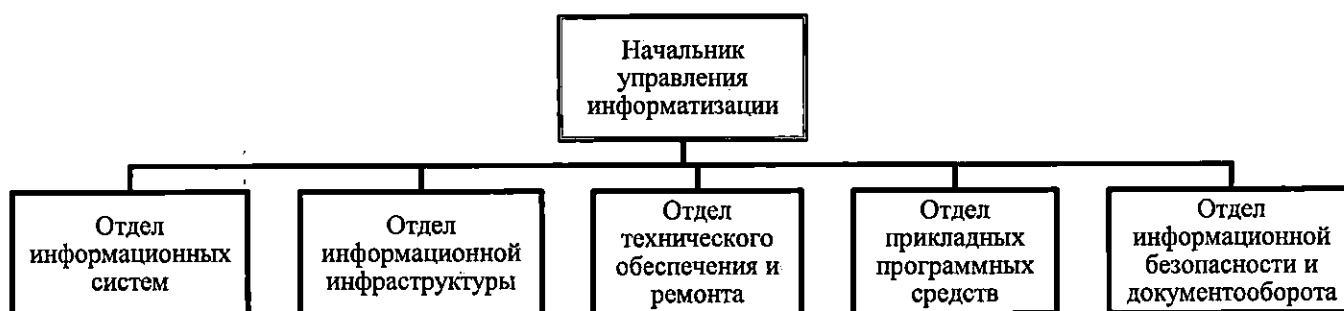 Начальник
управления
информатизации
Отдел
информационных
систем
Отдел
информационной
инфраструктуры
Отдел
технического
обеспечения и
ремонта
Отдел
прикладных
программных
средств
Отдел
информационной
безопасности и
документооборота